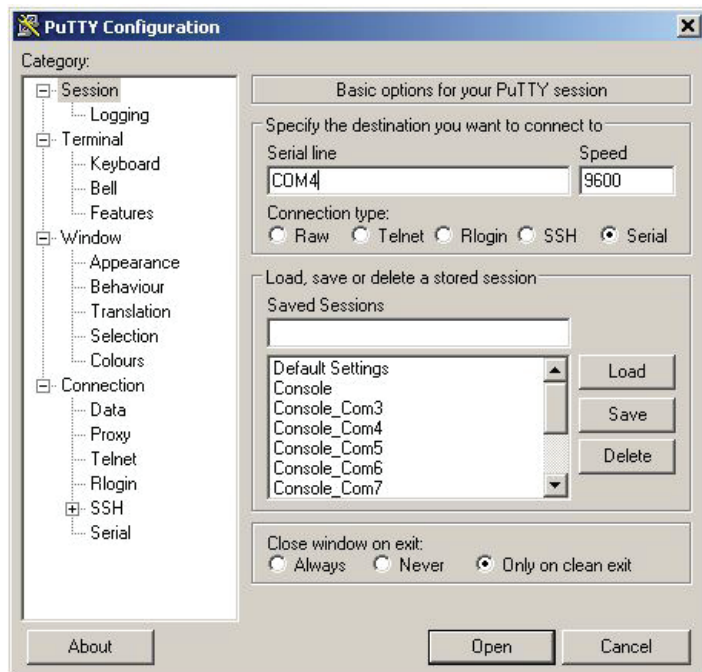 PuTTY Configuration
Category:
Session
Logging
Terminal
Keyboard
Bell
Features
Window
Appearance
Behaviour
Translation
Selection
Colours
Connection
Data
Proxy
Telnet
Rlogin
SSH
Serial
Basic options for your PuTTY session
Specify the destination you want to connect to
Serial line Speed
COM4 9600
Connection type:
Raw Telnet Rlogin SSH Serial
Load, save or delete a stored session
Saved Sessions
Default Settings
Console
Console_Com3
Console_Com4
Console_Com5
Console_Com6
Console_Com7
Load
Save
Delete
Close window on exit:
Always Never Only on clean exit
About Open Cancel